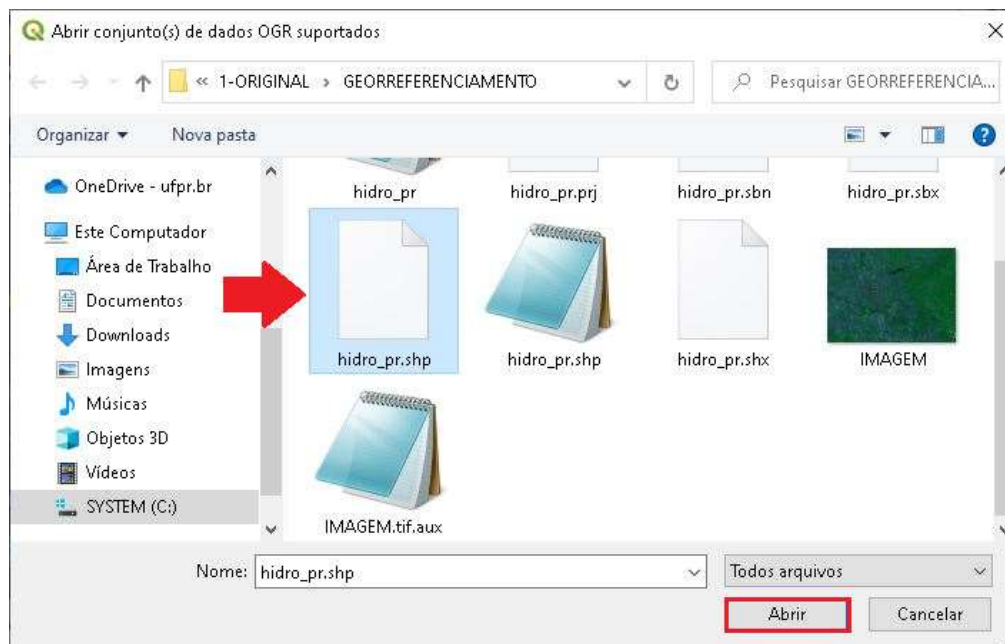 Abrir conjunto(s) de dados OGR suportados
« 1-ORIGINAL › GEORREFERENCIAMENTO
Pesquisar GEORREFERENCIA...
Organizar
Nova pasta
OneDrive - ufpr.br
Este Computador
Área de Trabalho
Documentos
Downloads
Imagens
Músicas
Objetos 3D
Vídeos
SYSTEM (C:)
hidro_pr
hidro_pr.prj
hidro_pr.sbn
hidro_pr.sbx
hidro_pr.shp
hidro_pr.shp
hidro_pr.shx
IMAGEM
IMAGEM.tif.aux
Nome: hidro_pr.shp
Todos arquivos
Abrir
Cancelar